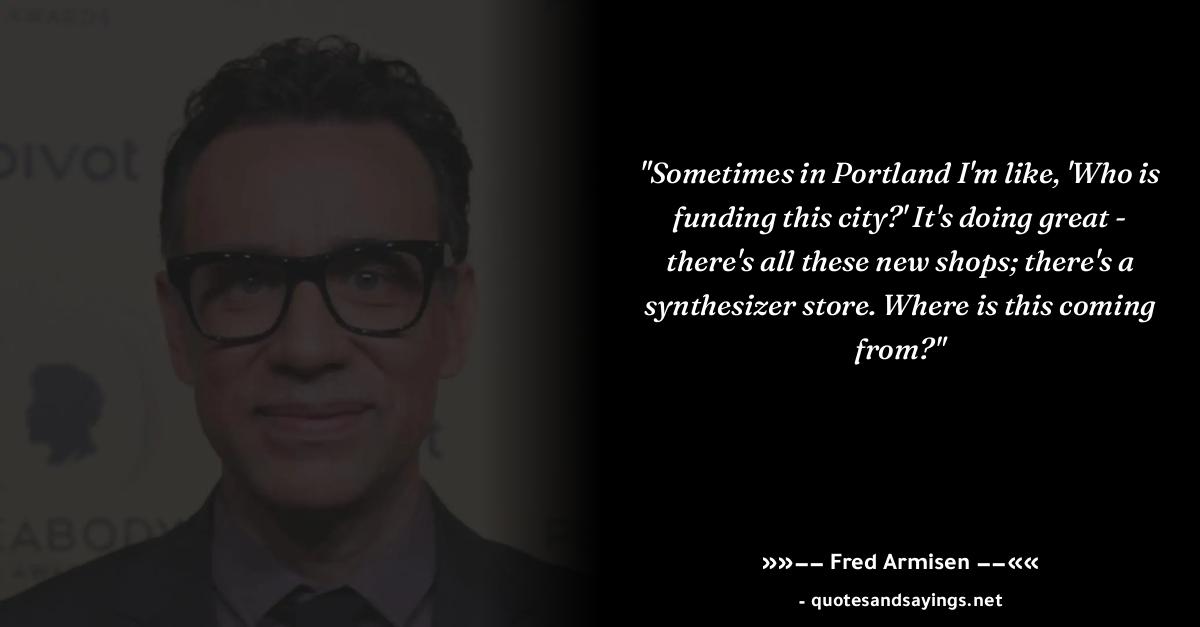 AWARDS
pivot
"Sometimes in Portland I'm like, 'Who is
funding this city?' It's doing great -
there's all these new shops; there's a
synthesizer store. Where is this coming
from?"
EABODY
»»−− Fred Armisen −−««
- quotesandsayings.net